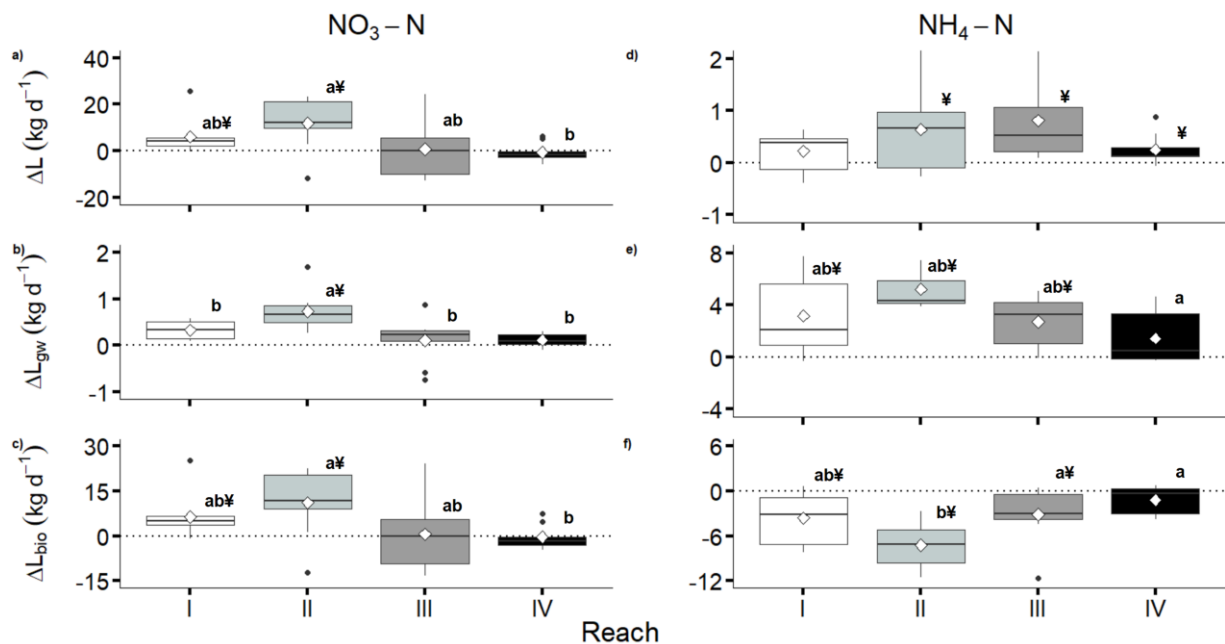 NO₃ – N
NH₄ – N
a)
ΔL (kg d⁻¹)
40
20
0
-20
ab¥
a¥
ab
b
d)
2
1
0
-1
¥
¥
¥
b)
ΔLgw (kg d⁻¹)
2
1
0
-1
b
a¥
b
b
e)
8
4
0
-4
ab¥
ab¥
ab¥
a
c)
ΔLbio (kg d⁻¹)
30
15
0
-15
ab¥
a¥
ab
b
f)
6
0
-6
-12
ab¥
b¥
a¥
a
I II III IV
I II III IV
Reach